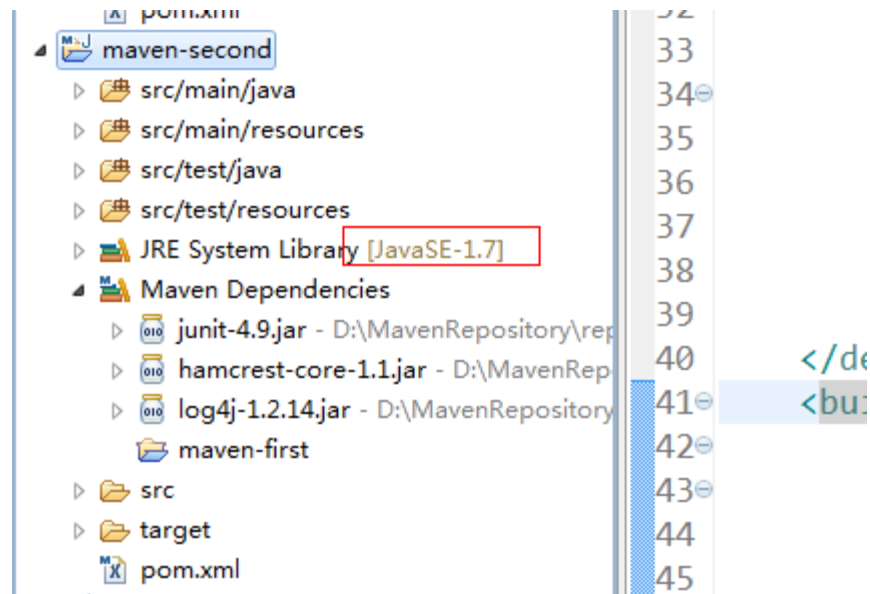 pom.xml
maven-second
src/main/java
src/main/resources
src/test/java
src/test/resources
JRE System Library [JavaSE-1.7]
Maven Dependencies
junit-4.9.jar - D:\MavenRepository\rep
hamcrest-core-1.1.jar - D:\MavenRep
log4j-1.2.14.jar - D:\MavenRepository
maven-first
src
target
pom.xml
32
33
34
35
36
37
38
39
40 </de
41 <bui
42
43
44
45